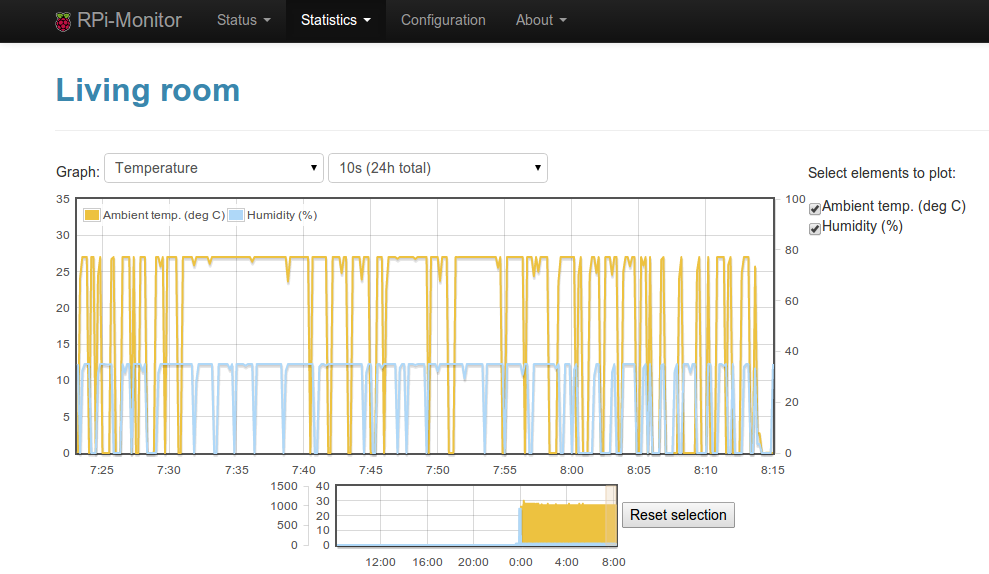 RPi-Monitor Status Statistics Configuration About
Living room
Graph: Temperature 10s (24h total) Select elements to plot:
Ambient temp. (deg C)
Humidity (%)
35 100
Ambient temp. (deg C) Humidity (%)
30
80
25
60
20
15
40
10
20
5
0 0
7:25 7:30 7:35 7:40 7:45 7:50 7:55 8:00 8:05 8:10 8:15
1500 40
1000 30
20
500 10
0 0
Reset selection
12:00 16:00 20:00 0:00 4:00 8:00